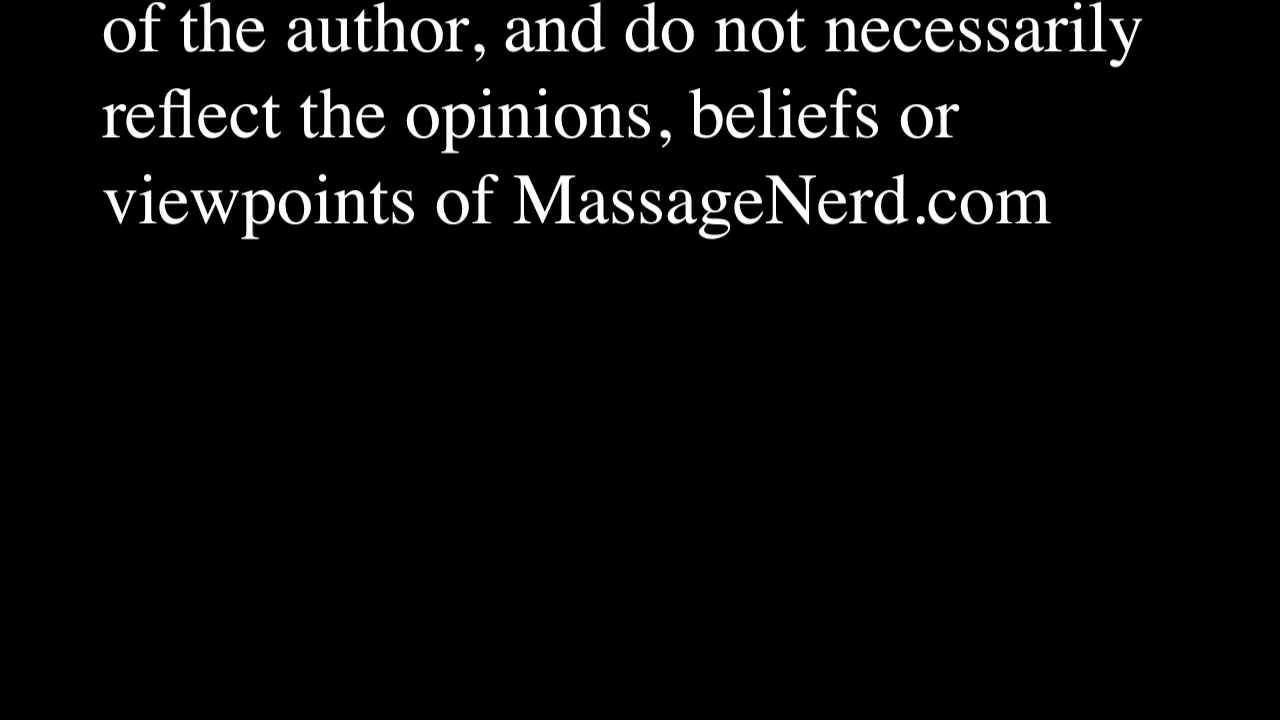 of the author, and do not necessarily
reflect the opinions, beliefs or
viewpoints of MassageNerd.com